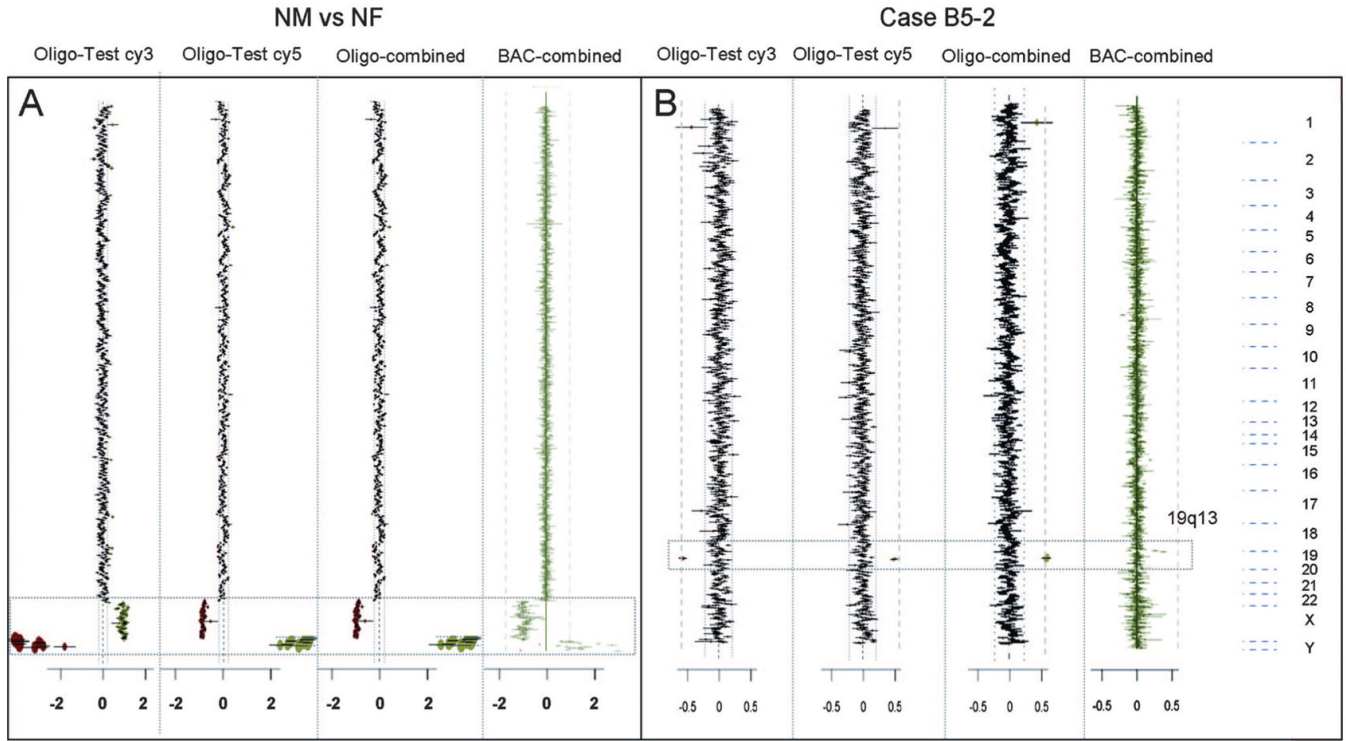 NM vs NF
Case B5-2
Oligo-Test cy3
Oligo-Test cy5
Oligo-combined
BAC-combined
Oligo-Test cy3
Oligo-Test cy5
Oligo-combined
BAC-combined
A
B
1
2
3
4
5
6
7
8
9
10
11
12
13
14
15
16
17
19q13
18
19
20
21
22
X
Y
-2 0 2
-2 0 2
-2 0 2
-2 0 2
-0.5 0 0.5
-0.5 0 0.5
-0.5 0 0.5
-0.5 0 0.5